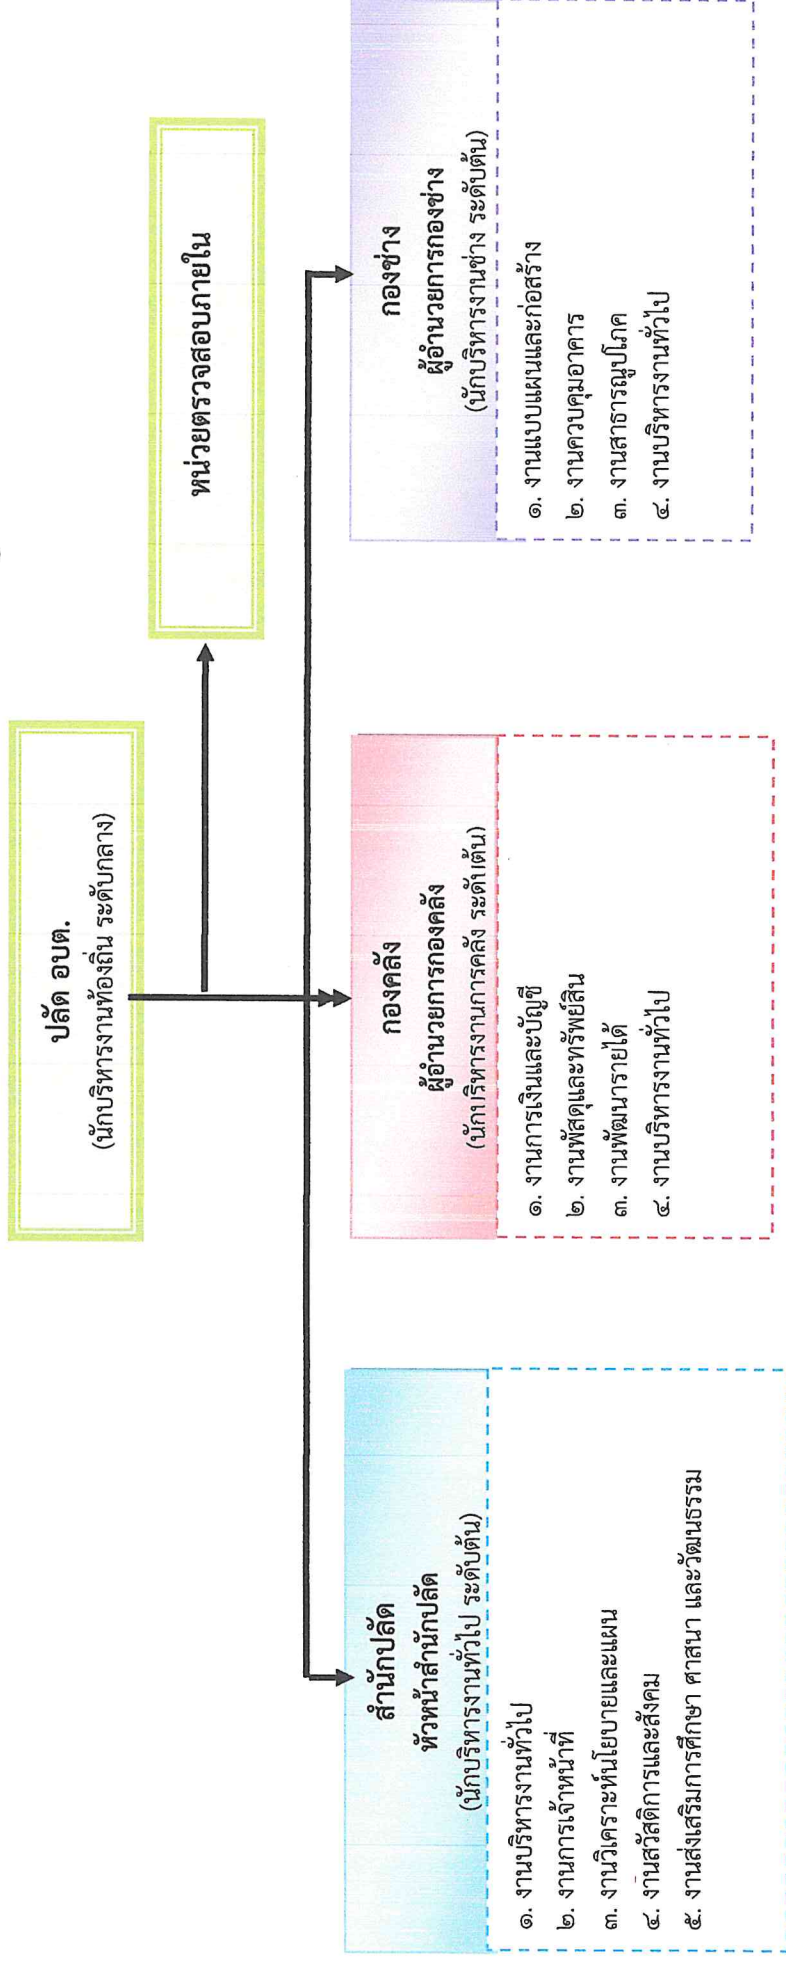 ปลัด อบต.
(นักบริหารงานท้องถิ่น ระดับกลาง)
หน่วยตรวจสอบภายใน
สำนักปลัด
หัวหน้าสำนักปลัด
(นักบริหารงานทั่วไป ระดับต้น)
๑. งานบริหารงานทั่วไป
๒. งานการเจ้าหน้าที่
๓. งานวิเคราะห์นโยบายและแผน
๔. งานสวัสดิการและสังคม
๕. งานส่งเสริมการศึกษา ศาสนา และวัฒนธรรม
กองคลัง
ผู้อำนวยการกองคลัง
(นักบริหารงานการคลัง ระดับต้น)
๑. งานการเงินและบัญชี
๒. งานพัสดุและทรัพย์สิน
๓. งานพัฒนารายได้
๔. งานบริหารงานทั่วไป
กองช่าง
ผู้อำนวยการกองช่าง
(นักบริหารงานช่าง ระดับต้น)
๑. งานแบบแผนและก่อสร้าง
๒. งานควบคุมอาคาร
๓. งานสาธารณูปโภค
๔. งานบริหารงานทั่วไป